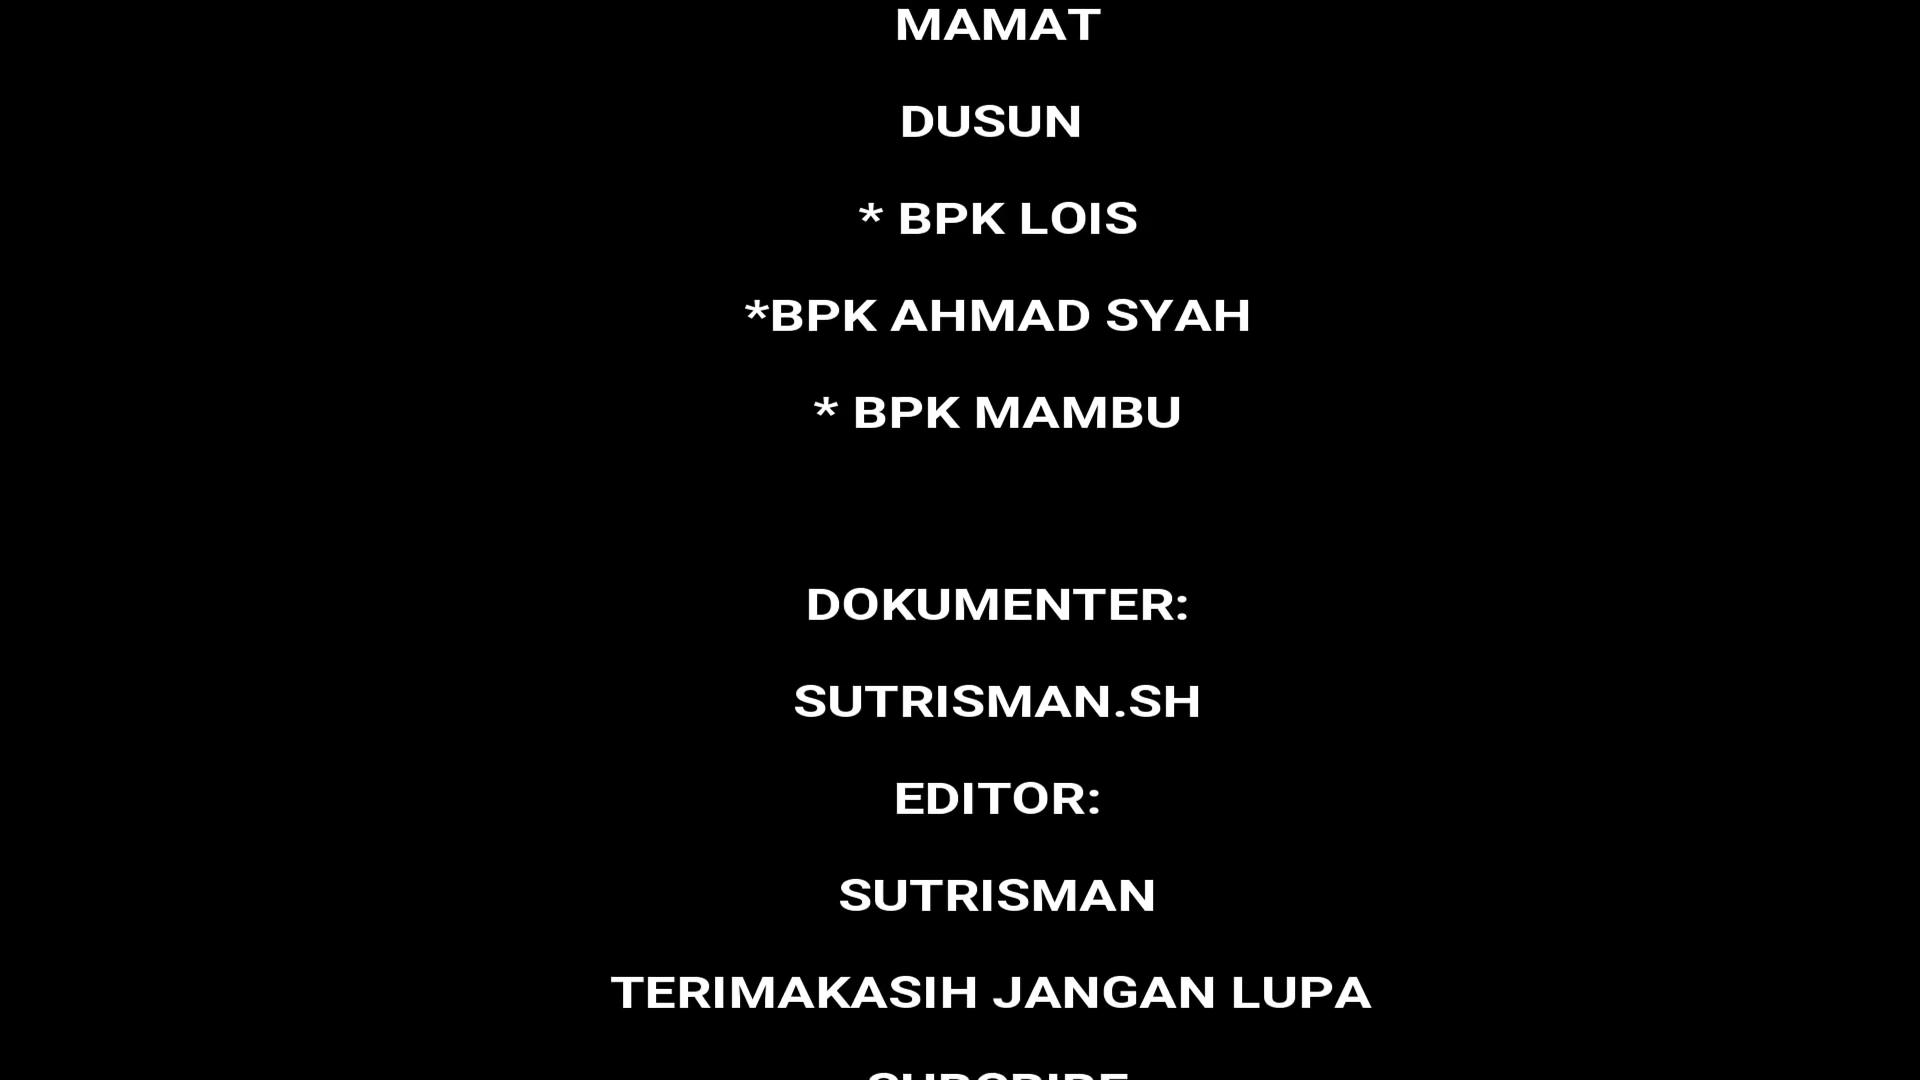 MAMAT
DUSUN
* BPK LOIS
*BPK AHMAD SYAH
* BPK MAMBU
DOKUMENTER:
SUTRISMAN.SH
EDITOR:
SUTRISMAN
TERIMAKASIH JANGAN LUPA